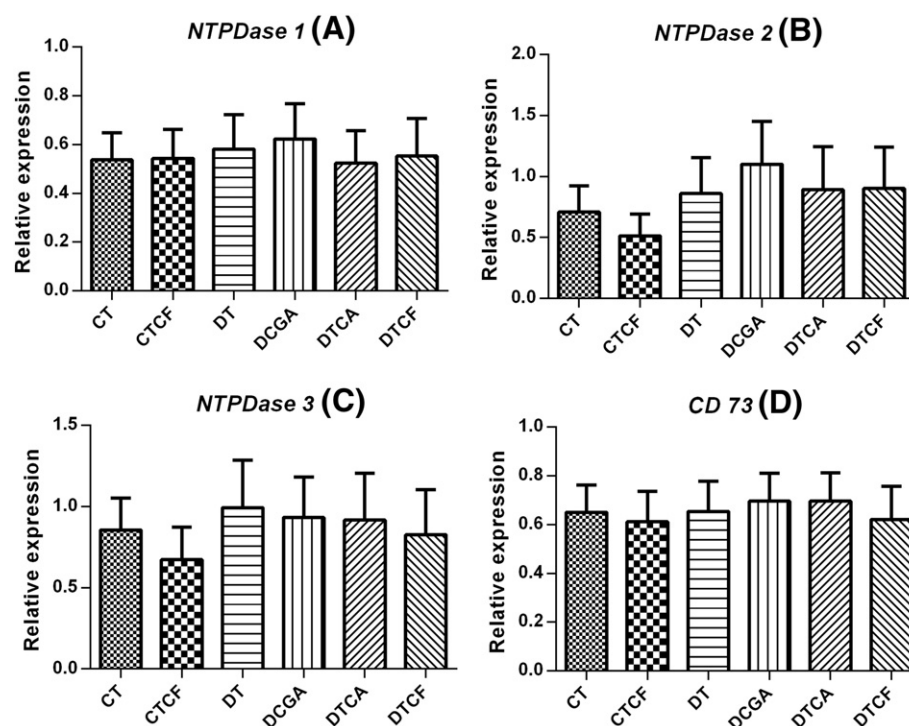 NTPDase 1 (A)
Relative expression
1.0
0.8
0.6
0.4
0.2
0.0
CT
CTCF
DT
DCGA
DTCA
DTCF
NTPDase 2 (B)
Relative expression
2.0
1.5
1.0
0.5
0.0
CT
CTCF
DT
DCGA
DTCA
DTCF
NTPDase 3 (C)
Relative expression
1.5
1.0
0.5
0.0
CT
CTCF
DT
DCGA
DTCA
DTCF
CD 73 (D)
Relative expression
1.0
0.8
0.6
0.4
0.2
0.0
CT
CTCF
DT
DCGA
DTCA
DTCF